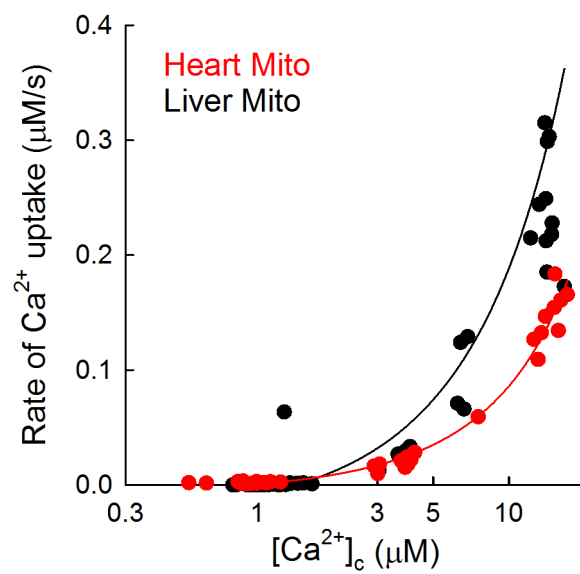 Heart Mito
Liver Mito
Rate of Ca²⁺ uptake (μM/s)
0.4
0.3
0.2
0.1
0.0
0.3 1 3 5 10
[Ca²⁺]c (μM)